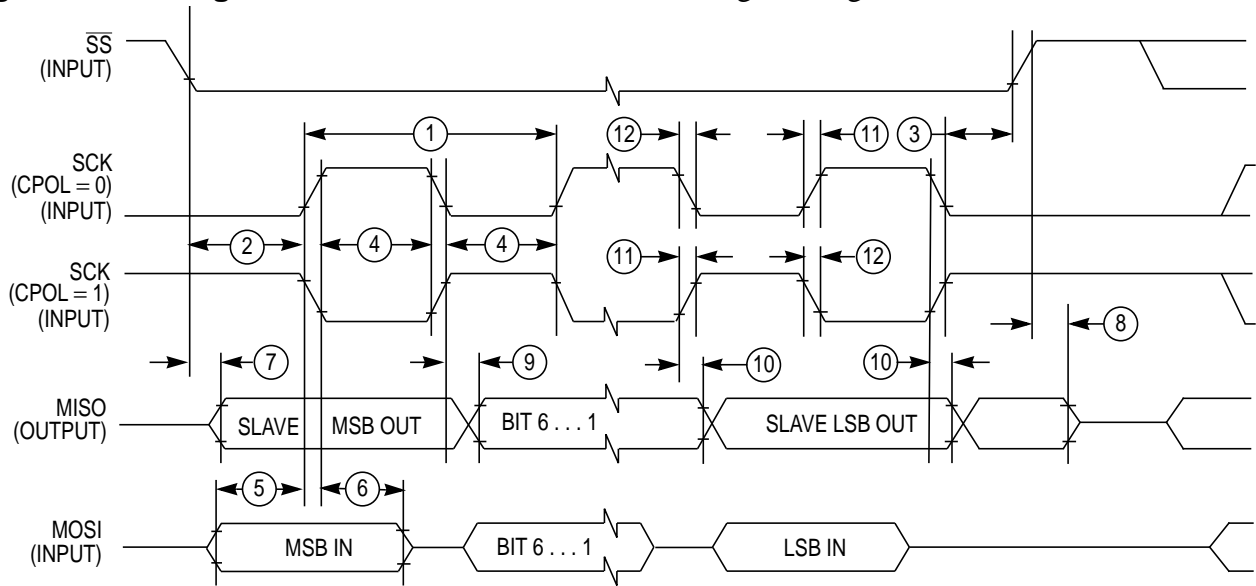 SS
(INPUT)
1
12
11
3
SCK
(CPOL = 0)
(INPUT)
2
4
4
SCK
(CPOL = 1)
(INPUT)
11
12
8
7
9
10
10
MISO
(OUTPUT)
SLAVE
MSB OUT
BIT 6 . . . 1
SLAVE LSB OUT
5
6
MOSI
(INPUT)
MSB IN
BIT 6 . . . 1
LSB IN